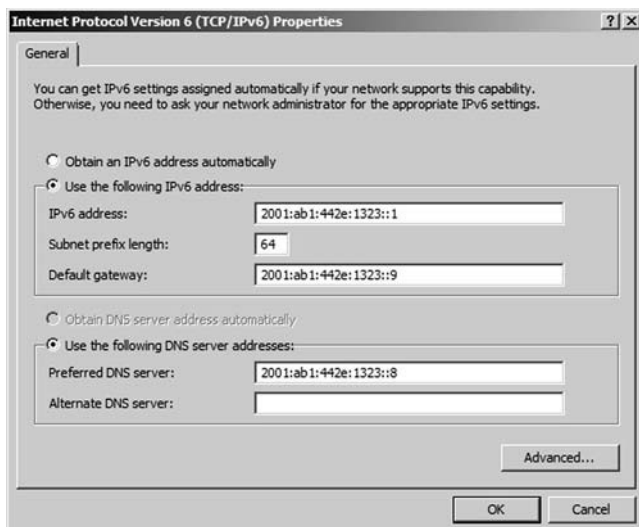 Internet Protocol Version 6 (TCP/IPv6) Properties
General
You can get IPv6 settings assigned automatically if your network supports this capability.
Otherwise, you need to ask your network administrator for the appropriate IPv6 settings.
Obtain an IPv6 address automatically
Use the following IPv6 address:
IPv6 address: 2001:ab1:442e:1323::1
Subnet prefix length: 64
Default gateway: 2001:ab1:442e:1323::9
Obtain DNS server address automatically
Use the following DNS server addresses:
Preferred DNS server: 2001:ab1:442e:1323::8
Alternate DNS server:
Advanced...
OK Cancel